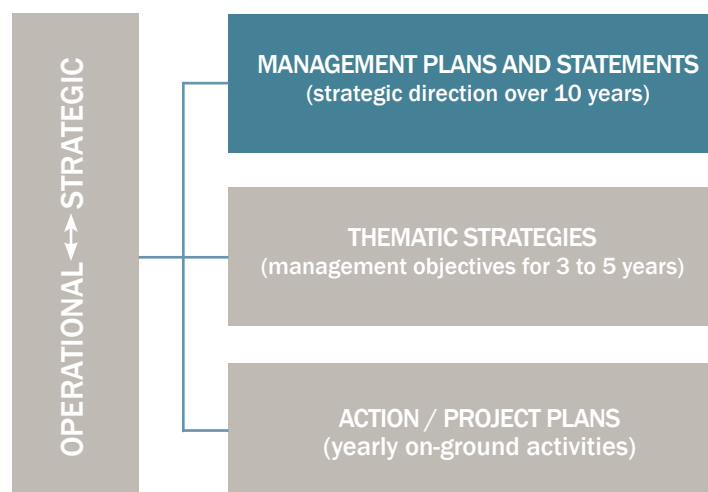 OPERATIONAL ↔ STRATEGIC
MANAGEMENT PLANS AND STATEMENTS
(strategic direction over 10 years)
THEMATIC STRATEGIES
(management objectives for 3 to 5 years)
ACTION / PROJECT PLANS
(yearly on-ground activities)